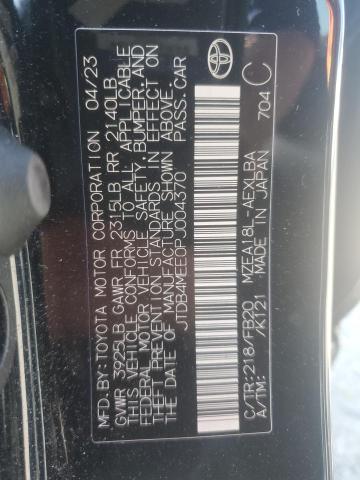 MFD. BY: TOYOTA MOTOR CORPORATION 04/23
GVWR 3925LB GAWR FR 2315LB RR 2140LB
THIS VEHICLE CONFORMS TO ALL APPLICABLE
FEDERAL MOTOR VEHICLE SAFETY, BUMPER, AND
THEFT PREVENTION STANDARDS IN EFFECT ON
THE DATE OF MANUFACTURE SHOWN ABOVE.
JTDB4MEE0PJ004370 PASS. CAR
C/TR: 218/FB20 MZEA18L-AEXLBA
A/TM: /K121 MADE IN JAPAN
704 C